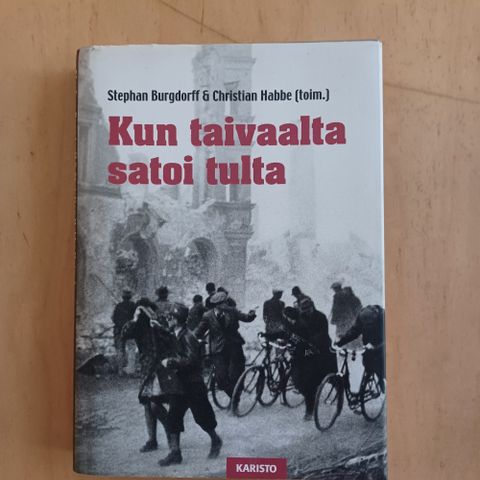 Stephan Burgdorff & Christian Habbe (toim.)
Kun taivaalta
satoi tulta
KARISTO